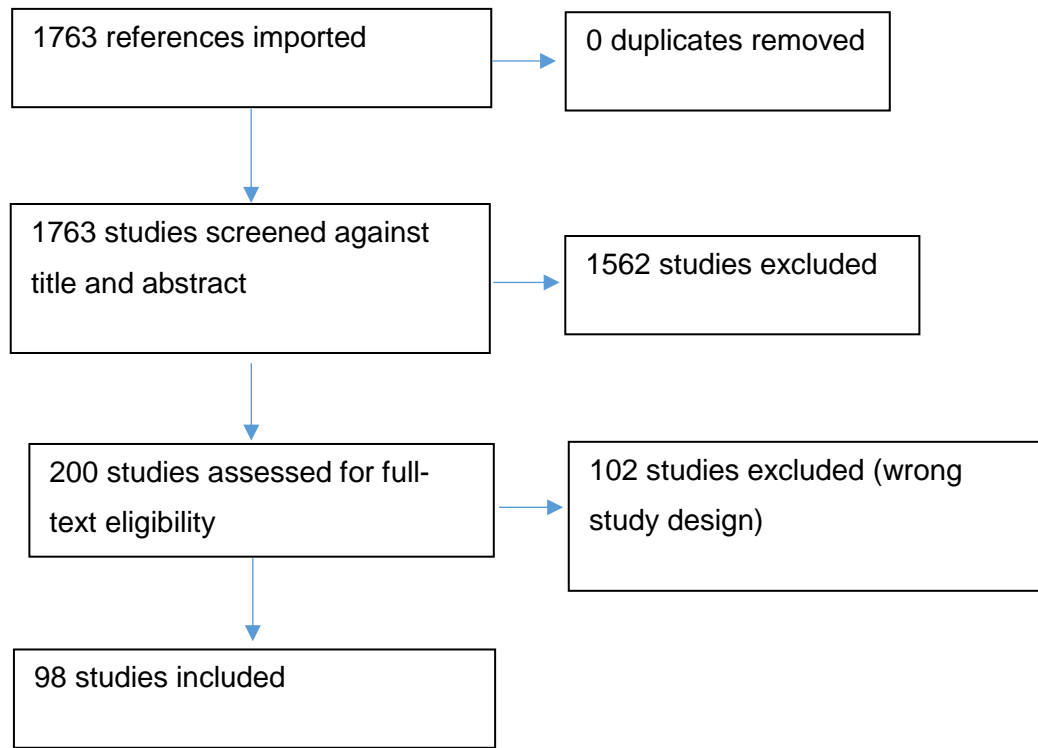 1763 references imported
0 duplicates removed
1763 studies screened against
title and abstract
1562 studies excluded
200 studies assessed for full-
text eligibility
102 studies excluded (wrong
study design)
98 studies included